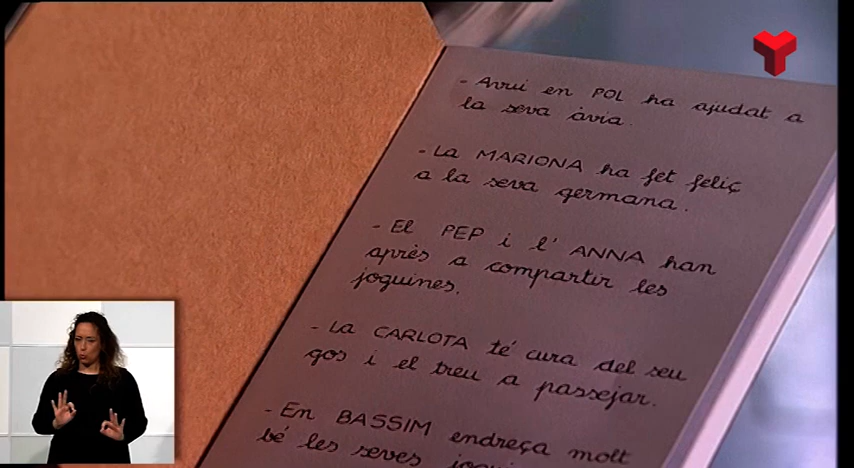 - Avui en POL ha ajudat a
la seva àvia.
- La MARIONA ha fet feliç
a la seva germana.
- El PEP i l' ANNA han
après a compartir les
joguines.
- La CARLOTA té cura del seu
gos i el treu a passejar.
- En BASSIM endreça molt
bé les seves